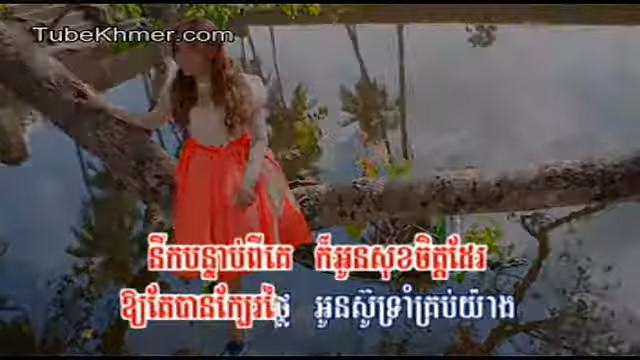 TubeKhmer.com
នឹកបន្ទាប់ពីគេ ក៏អូនសុខចិត្តដែរ
ឱ្យតែបានក្បែរថ្លៃ អូនស៊ូទ្រាំគ្រប់យ៉ាង